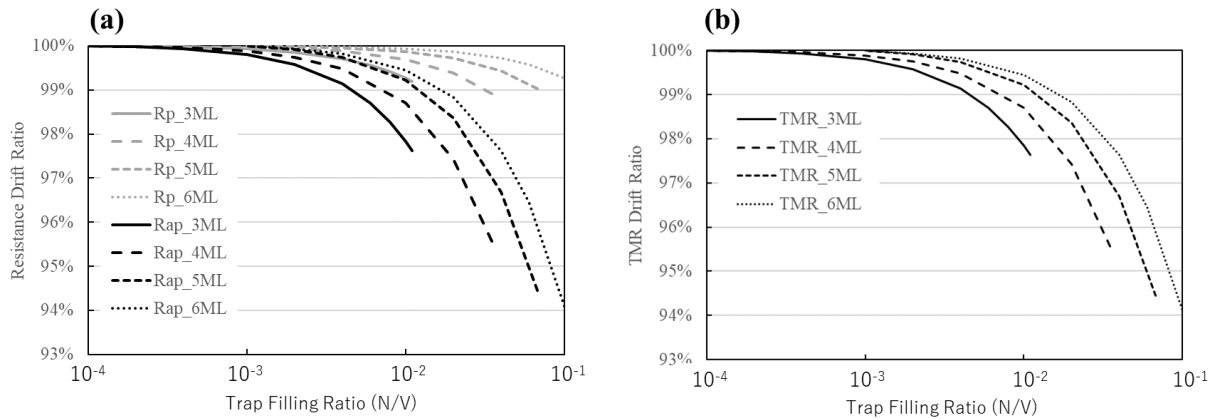 (a)
100%
99%
98%
97%
96%
95%
94%
93%
Resistance Drift Ratio
Rp_3ML
Rp_4ML
Rp_5ML
Rp_6ML
Rap_3ML
Rap_4ML
Rap_5ML
Rap_6ML
10-4
10-3
10-2
10-1
Trap Filling Ratio (N/V)
(b)
100%
99%
98%
97%
96%
95%
94%
93%
TMR Drift Ratio
TMR_3ML
TMR_4ML
TMR_5ML
TMR_6ML
10-4
10-3
10-2
10-1
Trap Filling Ratio (N/V)